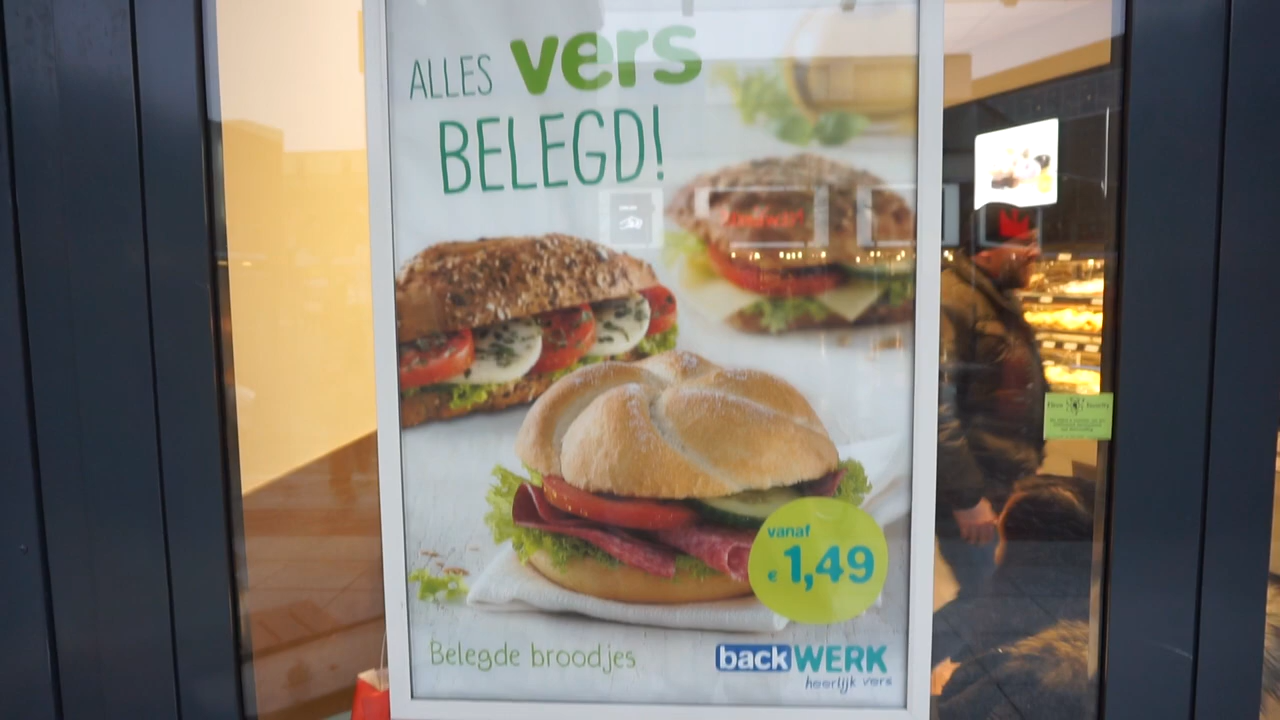 ALLES vers
BELEGD!
vanaf
€ 1,49
Belegde broodjes
backWERK
heerlijk vers